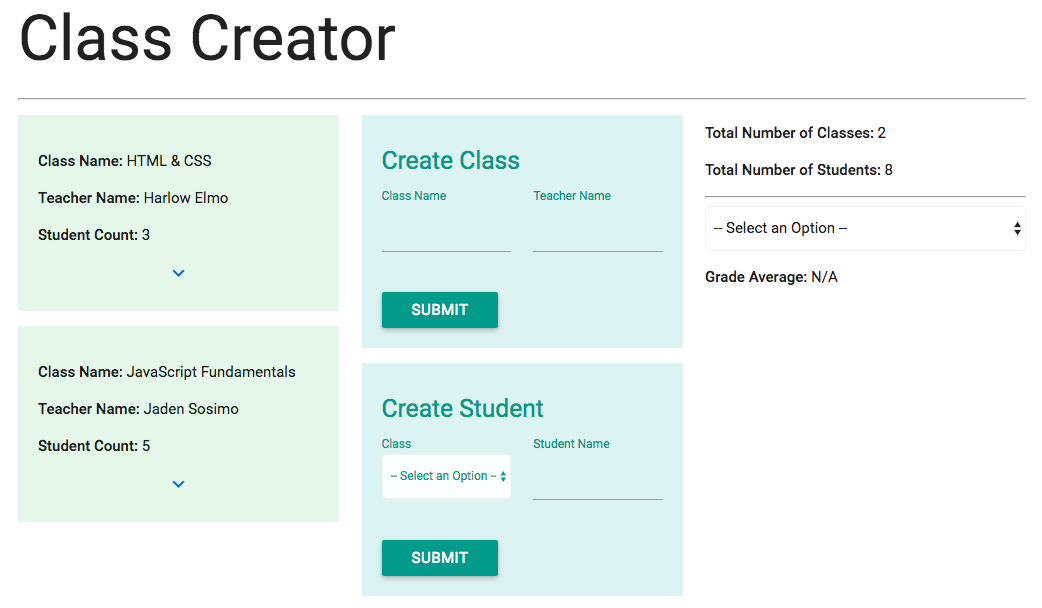 Class Creator
Class Name: HTML & CSS
Teacher Name: Harlow Elmo
Student Count: 3
Class Name: JavaScript Fundamentals
Teacher Name: Jaden Sosimo
Student Count: 5
Create Class
Class Name Teacher Name
SUBMIT
Create Student
Class Student Name
-- Select an Option --
SUBMIT
Total Number of Classes: 2
Total Number of Students: 8
-- Select an Option --
Grade Average: N/A